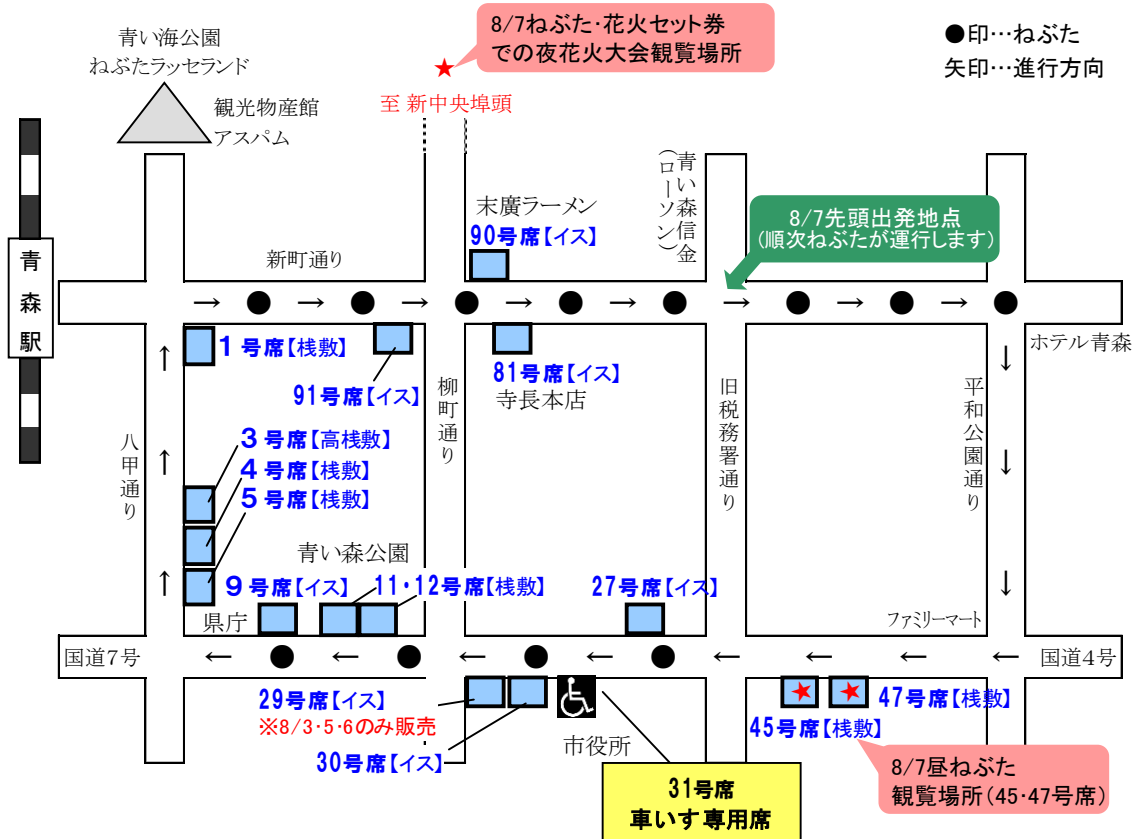 8/7ねぶた・花火セット券
での夜花火大会観覧場所
●印…ねぶた
矢印…進行方向
青い海公園
ねぶたラッセランド
観光物産館
アスパム
至 新中央埠頭
青い森信金
(ローソン)
末廣ラーメン
90号席【イス】
8/7先頭出発地点
(順次ねぶたが運行します)
新町通り
青森駅
1号席【桟敷】
91号席【イス】
81号席【イス】
寺長本店
ホテル青森
柳町通り
旧税務署通り
平和公園通り
八甲通り
3号席【高桟敷】
4号席【桟敷】
5号席【桟敷】
青い森公園
9号席【イス】
11・12号席【桟敷】
27号席【イス】
県庁
ファミリーマート
国道7号
国道4号
29号席【イス】
※8/3・5・6のみ販売
30号席【イス】
市役所
47号席【桟敷】
45号席【桟敷】
31号席
車いす専用席
8/7昼ねぶた
観覧場所(45・47号席)